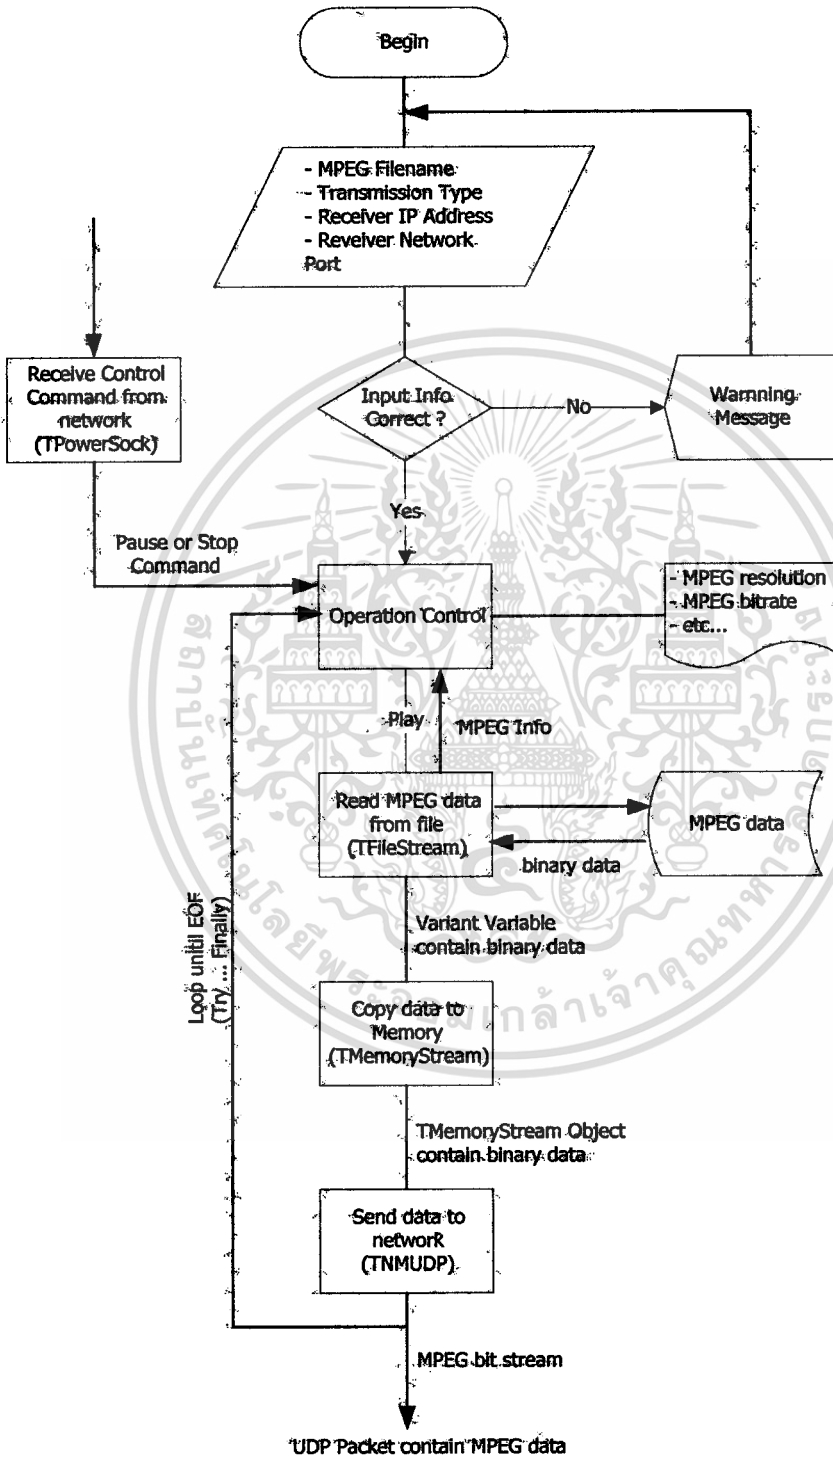 Begin
- MPEG Filename
- Transmission Type
- Receiver IP Address
- Reveiver Network
Port
Receive Control
Command from
network
(TPowerSock)
Input Info
Correct ?
No
Warnning
Message
Yes
Pause or Stop
Command
Operation Control
- MPEG resolution
- MPEG bitrate
- etc...
Play
MPEG Info
Read MPEG data
from file
(TFileStream)
MPEG data
binary data
Loop unitil EOF
(Try ... Finally)
Variant Variable
contain binary data
Copy data to
Memory
(TMemoryStream)
TMemoryStream Object
contain binary data
Send data to
network
(TNMUDP)
MPEG bit stream
UDP Packet contain MPEG data